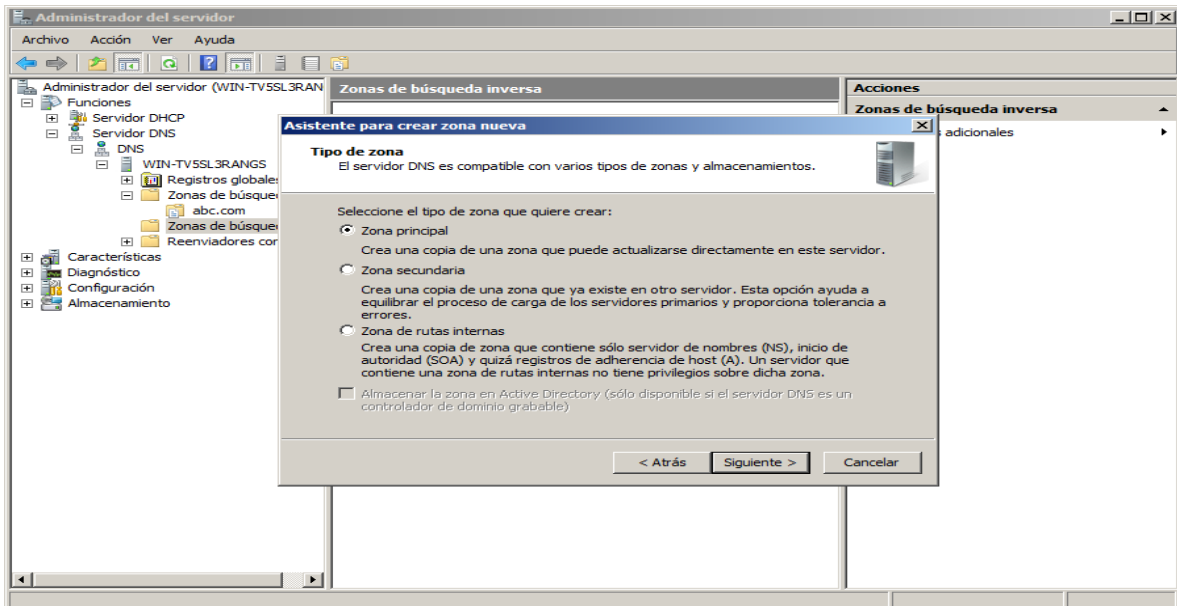 Administrador del servidor
Archivo Acción Ver Ayuda
Administrador del servidor (WIN-TV5SL3RAN
Funciones
Servidor DHCP
Servidor DNS
DNS
WIN-TV5SL3RANGS
Registros globale
Zonas de búsque
abc.com
Zonas de búsque
Reenviadores cor
Características
Diagnóstico
Configuración
Almacenamiento
Zonas de búsqueda inversa
Asistente para crear zona nueva
Tipo de zona
El servidor DNS es compatible con varios tipos de zonas y almacenamientos.
Seleccione el tipo de zona que quiere crear:
Zona principal
Crea una copia de una zona que puede actualizarse directamente en este servidor.
Zona secundaria
Crea una copia de una zona que ya existe en otro servidor. Esta opción ayuda a
equilibrar el proceso de carga de los servidores primarios y proporciona tolerancia a
errores.
Zona de rutas internas
Crea una copia de zona que contiene sólo servidor de nombres (NS), inicio de
autoridad (SOA) y quizá registros de adherencia de host (A). Un servidor que
contiene una zona de rutas internas no tiene privilegios sobre dicha zona.
Almacenar la zona en Active Directory (sólo disponible si el servidor DNS es un
controlador de dominio grabable)
< Atrás Siguiente > Cancelar
Acciones
Zonas de búsqueda inversa
adicionales